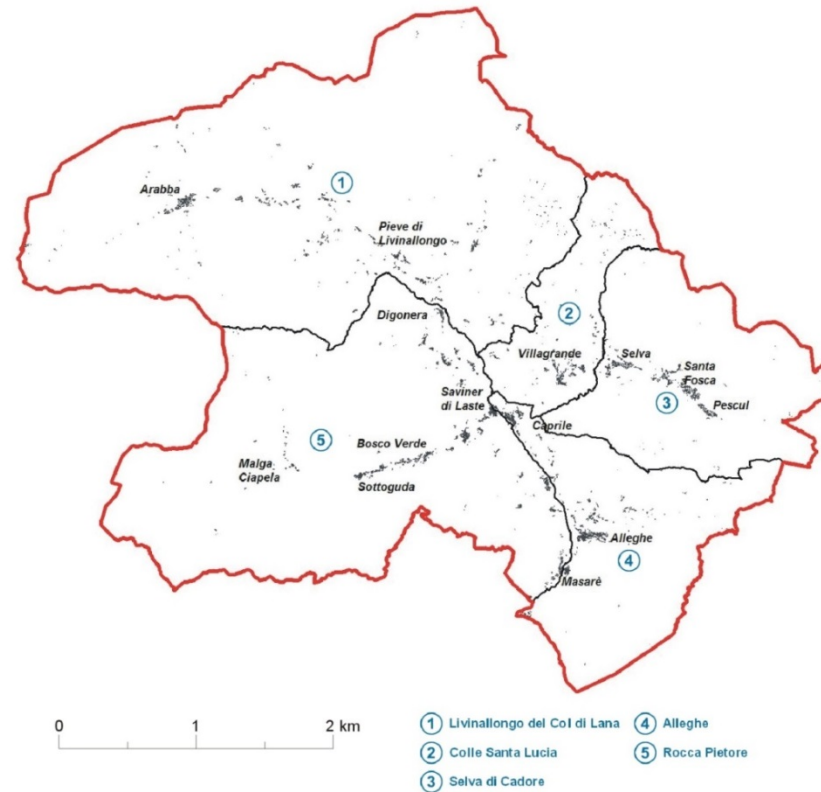 1
Arabba
Pieve di
Livinallongo
Digonera
2
Villagrande
Selva
Santa
Fosca
3
Pescul
Saviner
di Laste
Caprile
5
Bosco Verde
Malga
Ciapela
Sottoguda
Alleghe
4
Masarè
0 1 2 km
1 Livinallongo del Col di Lana
2 Colle Santa Lucia
3 Selva di Cadore
4 Alleghe
5 Rocca Pietore